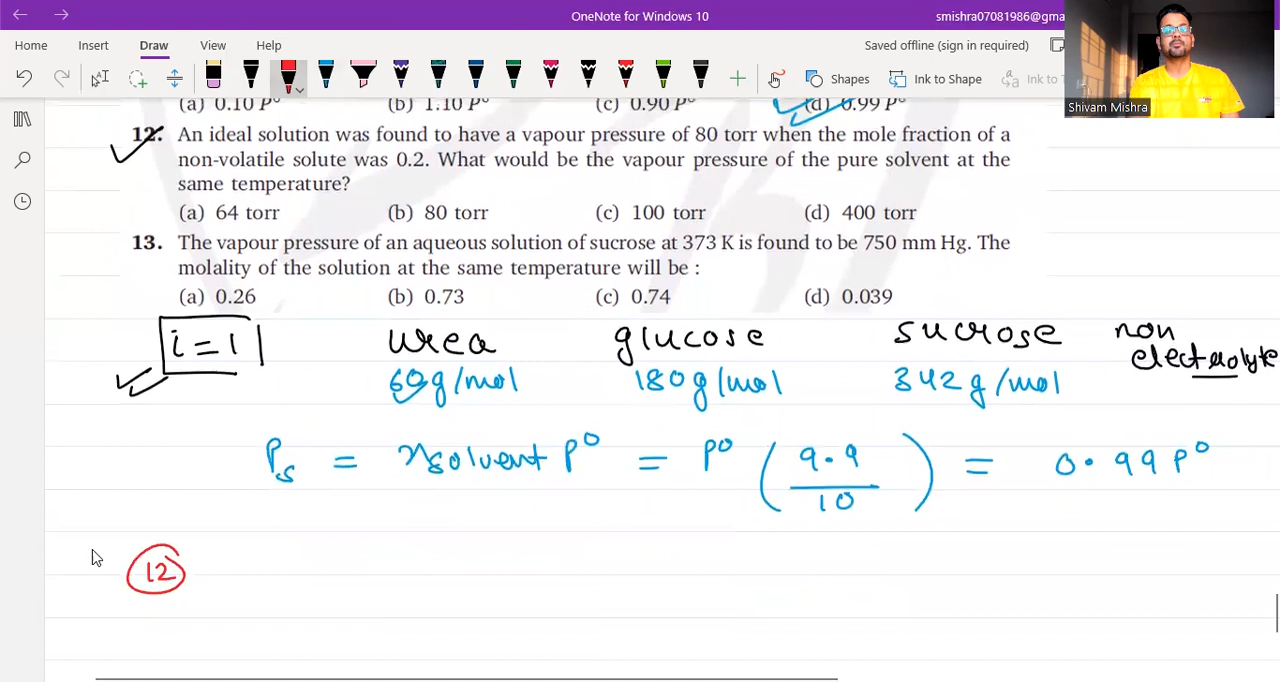 OneNote for Windows 10
smishra07081986@gma
Home Insert Draw View Help
Saved offline (sign in required)
Shapes Ink to Shape Ink to
Shivam Mishra
(a) 0.10 P° (b) 1.10 P° (c) 0.90 P° (d) 0.99 P°
12. An ideal solution was found to have a vapour pressure of 80 torr when the mole fraction of a
non-volatile solute was 0.2. What would be the vapour pressure of the pure solvent at the
same temperature?
(a) 64 torr (b) 80 torr (c) 100 torr (d) 400 torr
13. The vapour pressure of an aqueous solution of sucrose at 373 K is found to be 750 mm Hg. The
molality of the solution at the same temperature will be :
(a) 0.26 (b) 0.73 (c) 0.74 (d) 0.039
i = 1 urea glucose sucrose non
electrolyte
60g/mol 180g/mol 342g/mol
Ps = xsolvent P° = P° (9.9/10) = 0.99 P°
12